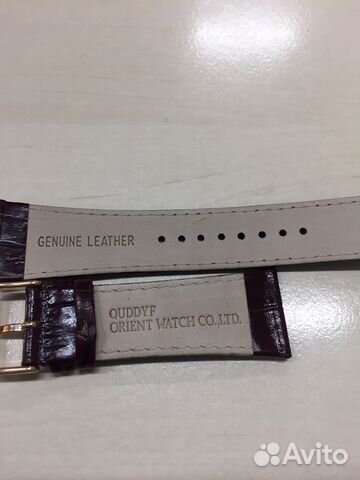 GENUINE LEATHER
QUDDYF
ORIENT WATCH CO.,LTD.
Avito